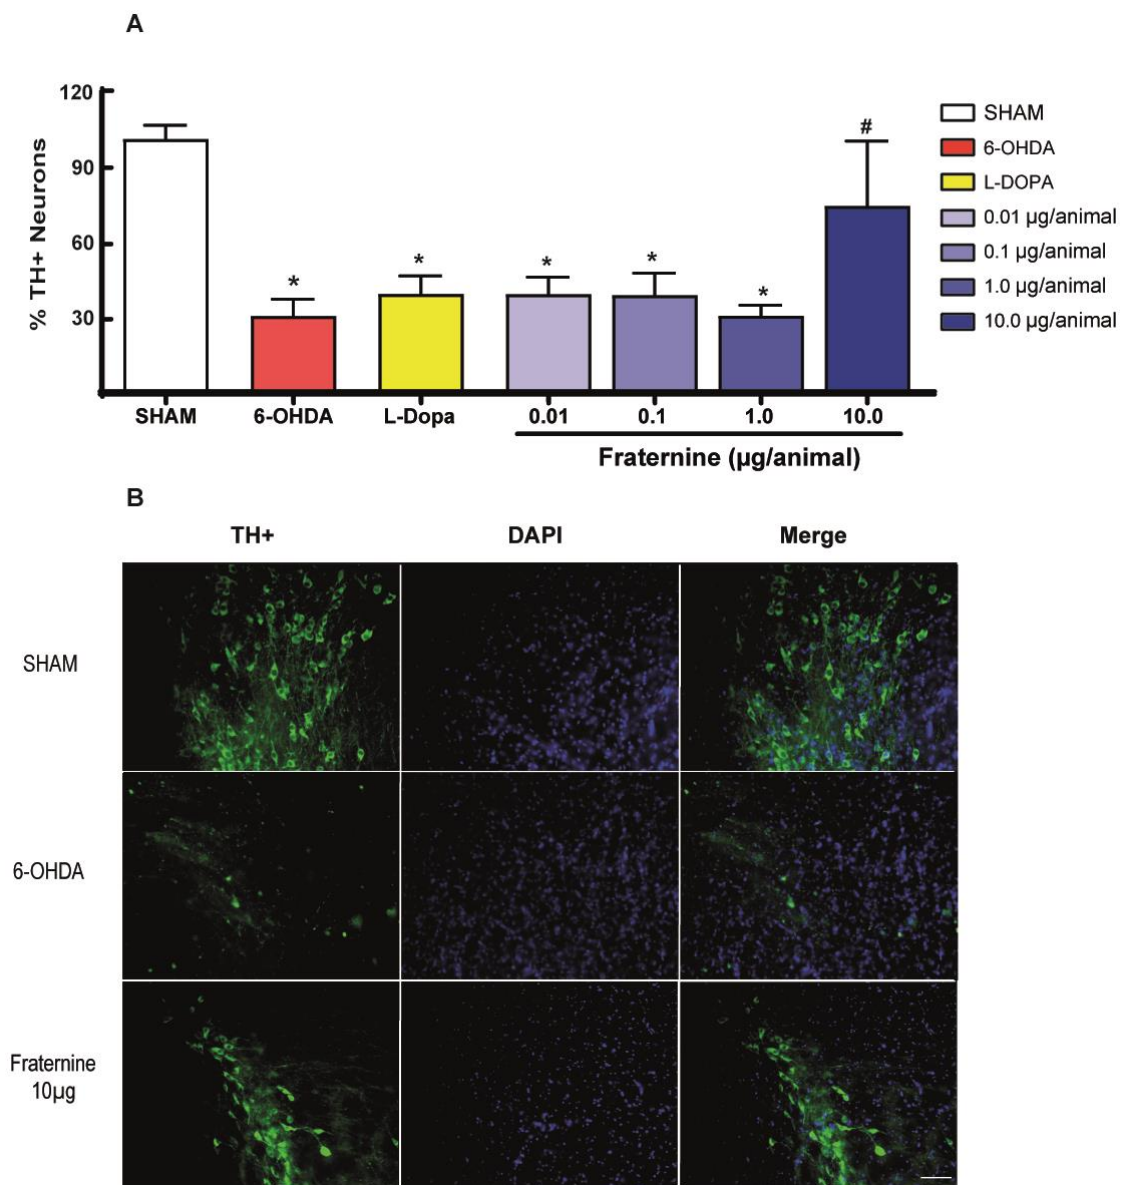 A
120
90
60
30
% TH+ Neurons
*
*
*
*
*
#
SHAM
6-OHDA
L-Dopa
0.01
0.1
1.0
10.0
Fraternine (µg/animal)
SHAM
6-OHDA
L-DOPA
0.01 µg/animal
0.1 µg/animal
1.0 µg/animal
10.0 µg/animal
B
TH+
DAPI
Merge
SHAM
6-OHDA
Fraternine
10µg